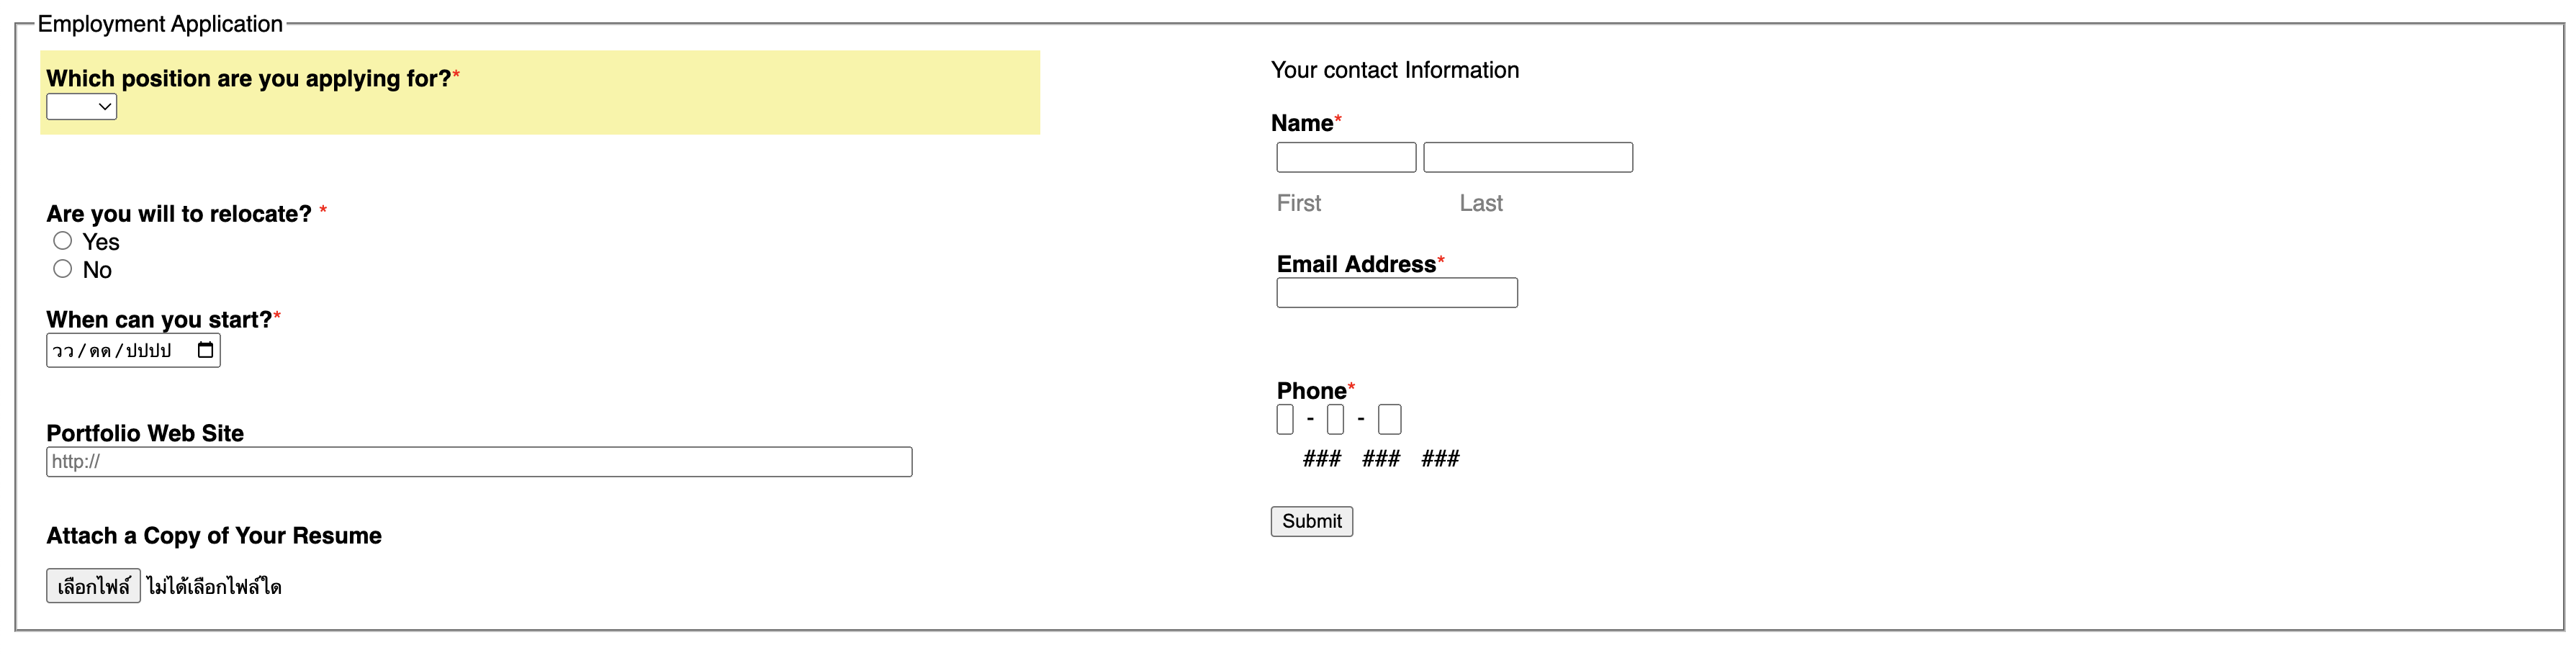 Employment Application
Which position are you applying for?*
Are you will to relocate? *
Yes
No
When can you start?*
วว/ดด/ปปปป
Portfolio Web Site
http://
Attach a Copy of Your Resume
เลือกไฟล์ ไม่ได้เลือกไฟล์ใด
Your contact Information
Name*
First Last
Email Address*
Phone*
- -
### ### ###
Submit